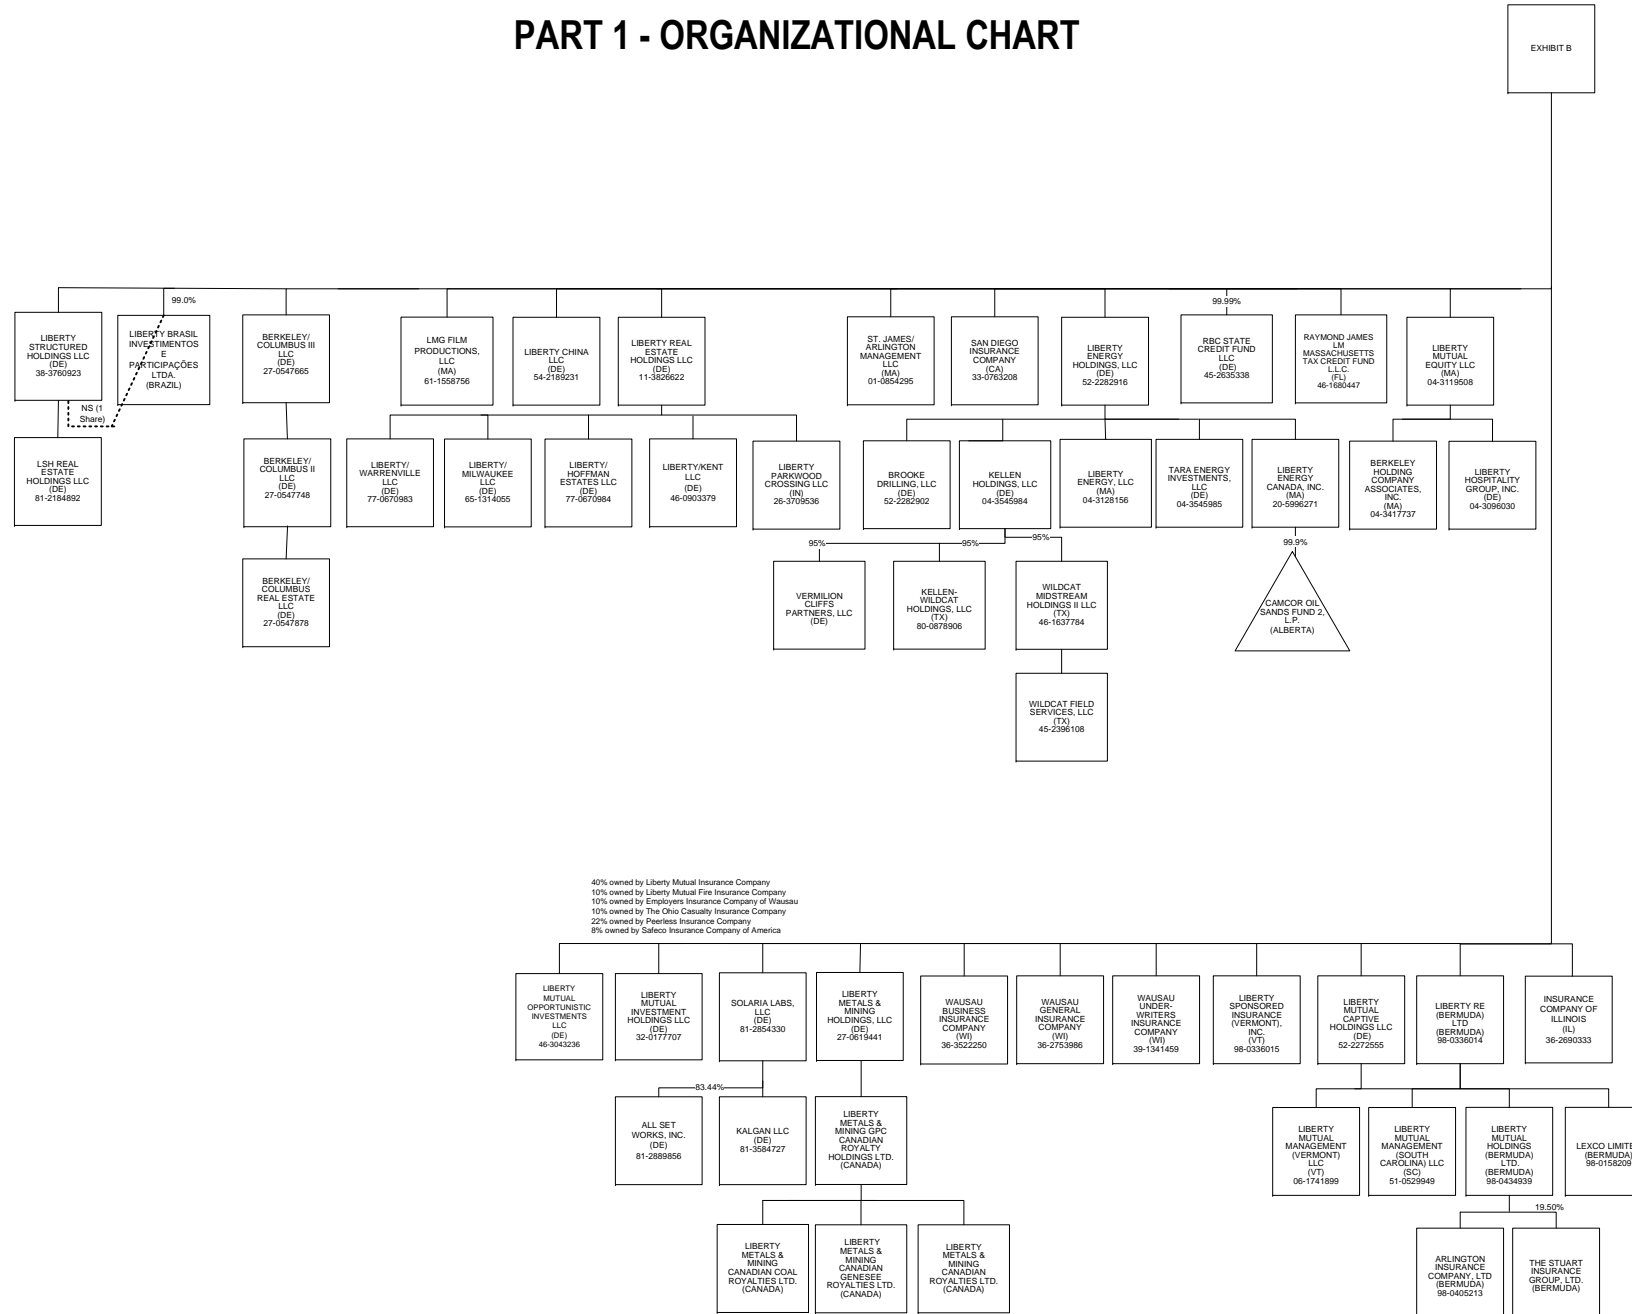 PART 1 - ORGANIZATIONAL CHART
EXHIBIT B
99.0%
99.99%
LIBERTY
STRUCTURED
HOLDINGS LLC
(DE)
38-3760923
LIBERTY BRASIL
INVESTIMENTOS
E
PARTICIPAÇÕES
LTDA.
(BRAZIL)
BERKELEY/
COLUMBUS III
LLC
(DE)
27-0547665
LMG FILM
PRODUCTIONS,
LLC
(MA)
61-1558756
LIBERTY CHINA
LLC
(DE)
54-2189231
LIBERTY REAL
ESTATE
HOLDINGS LLC
(DE)
11-3826622
ST. JAMES/
ARLINGTON
MANAGEMENT
LLC
(MA)
01-0854295
SAN DIEGO
INSURANCE
COMPANY
(CA)
33-0763208
LIBERTY
ENERGY
HOLDINGS, LLC
(DE)
52-2282916
RBC STATE
CREDIT FUND
LLC
(DE)
45-2635338
RAYMOND JAMES
LM
MASSACHUSETTS
TAX CREDIT FUND
L.L.C.
(FL)
46-1680447
LIBERTY
MUTUAL
EQUITY LLC
(MA)
04-3119508
NS (1
Share)
LSH REAL
ESTATE
HOLDINGS LLC
(DE)
81-2184892
BERKELEY/
COLUMBUS II
LLC
(DE)
27-0547748
LIBERTY/
WARRENVILLE
LLC
(DE)
77-0670983
LIBERTY/
MILWAUKEE
LLC
(DE)
65-1314055
LIBERTY/
HOFFMAN
ESTATES LLC
(DE)
77-0670984
LIBERTY/KENT
LLC
(DE)
46-0903379
LIBERTY
PARKWOOD
CROSSING LLC
(IN)
26-3709536
BROOKE
DRILLING, LLC
(DE)
52-2282902
KELLEN
HOLDINGS, LLC
(DE)
04-3545984
LIBERTY
ENERGY, LLC
(MA)
04-3128156
TARA ENERGY
INVESTMENTS,
LLC
(DE)
04-3545985
LIBERTY
ENERGY
CANADA, INC.
(MA)
20-5996271
BERKELEY
HOLDING
COMPANY
ASSOCIATES,
INC.
(MA)
04-3417737
LIBERTY
HOSPITALITY
GROUP, INC.
(DE)
04-3096030
95%
95%
95%
99.9%
BERKELEY/
COLUMBUS
REAL ESTATE
LLC
(DE)
27-0547878
VERMILION
CLIFFS
PARTNERS, LLC
(DE)
KELLEN-
WILDCAT
HOLDINGS, LLC
(TX)
80-0878906
WILDCAT
MIDSTREAM
HOLDINGS II LLC
(TX)
46-1637784
CAMCOR OIL
SANDS FUND 2,
L.P.
(ALBERTA)
WILDCAT FIELD
SERVICES, LLC
(TX)
45-2396108
40% owned by Liberty Mutual Insurance Company
10% owned by Liberty Mutual Fire Insurance Company
10% owned by Employers Insurance Company of Wausau
10% owned by The Ohio Casualty Insurance Company
22% owned by Peerless Insurance Company
8% owned by Safeco Insurance Company of America
LIBERTY
MUTUAL
OPPORTUNISTIC
INVESTMENTS
LLC
(DE)
46-3043236
LIBERTY
MUTUAL
INVESTMENT
HOLDINGS LLC
(DE)
32-0177707
SOLARIA LABS,
LLC
(DE)
81-2854330
LIBERTY
METALS &
MINING
HOLDINGS, LLC
(DE)
27-0619441
WAUSAU
BUSINESS
INSURANCE
COMPANY
(WI)
36-3522250
WAUSAU
GENERAL
INSURANCE
COMPANY
(WI)
36-2753986
WAUSAU
UNDER-
WRITERS
INSURANCE
COMPANY
(WI)
39-1341459
LIBERTY
SPONSORED
INSURANCE
(VERMONT),
INC.
(VT)
98-0336015
LIBERTY
MUTUAL
CAPTIVE
HOLDINGS LLC
(DE)
52-2272555
LIBERTY RE
(BERMUDA)
LTD
(BERMUDA)
98-0336014
INSURANCE
COMPANY OF
ILLINOIS
(IL)
36-2690333
83.44%
ALL SET
WORKS, INC.
(DE)
81-2889856
KALGAN LLC
(DE)
81-3584727
LIBERTY
METALS &
MINING GPC
CANADIAN
ROYALTY
HOLDINGS LTD.
(CANADA)
LIBERTY
MUTUAL
MANAGEMENT
(VERMONT)
LLC
(VT)
06-1741899
LIBERTY
MUTUAL
MANAGEMENT
(SOUTH
CAROLINA) LLC
(SC)
51-0529949
LIBERTY
MUTUAL
HOLDINGS
(BERMUDA)
LTD.
(BERMUDA)
98-0434939
LEXCO LIMITE
(BERMUDA)
98-0158209
19.50%
LIBERTY
METALS &
MINING
CANADIAN COAL
ROYALTIES LTD.
(CANADA)
LIBERTY
METALS &
MINING
CANADIAN
GENESEE
ROYALTIES LTD.
(CANADA)
LIBERTY
METALS &
MINING
CANADIAN
ROYALTIES LTD.
(CANADA)
ARLINGTON
INSURANCE
COMPANY, LTD
(BERMUDA)
98-0405213
THE STUART
INSURANCE
GROUP, LTD.
(BERMUDA)